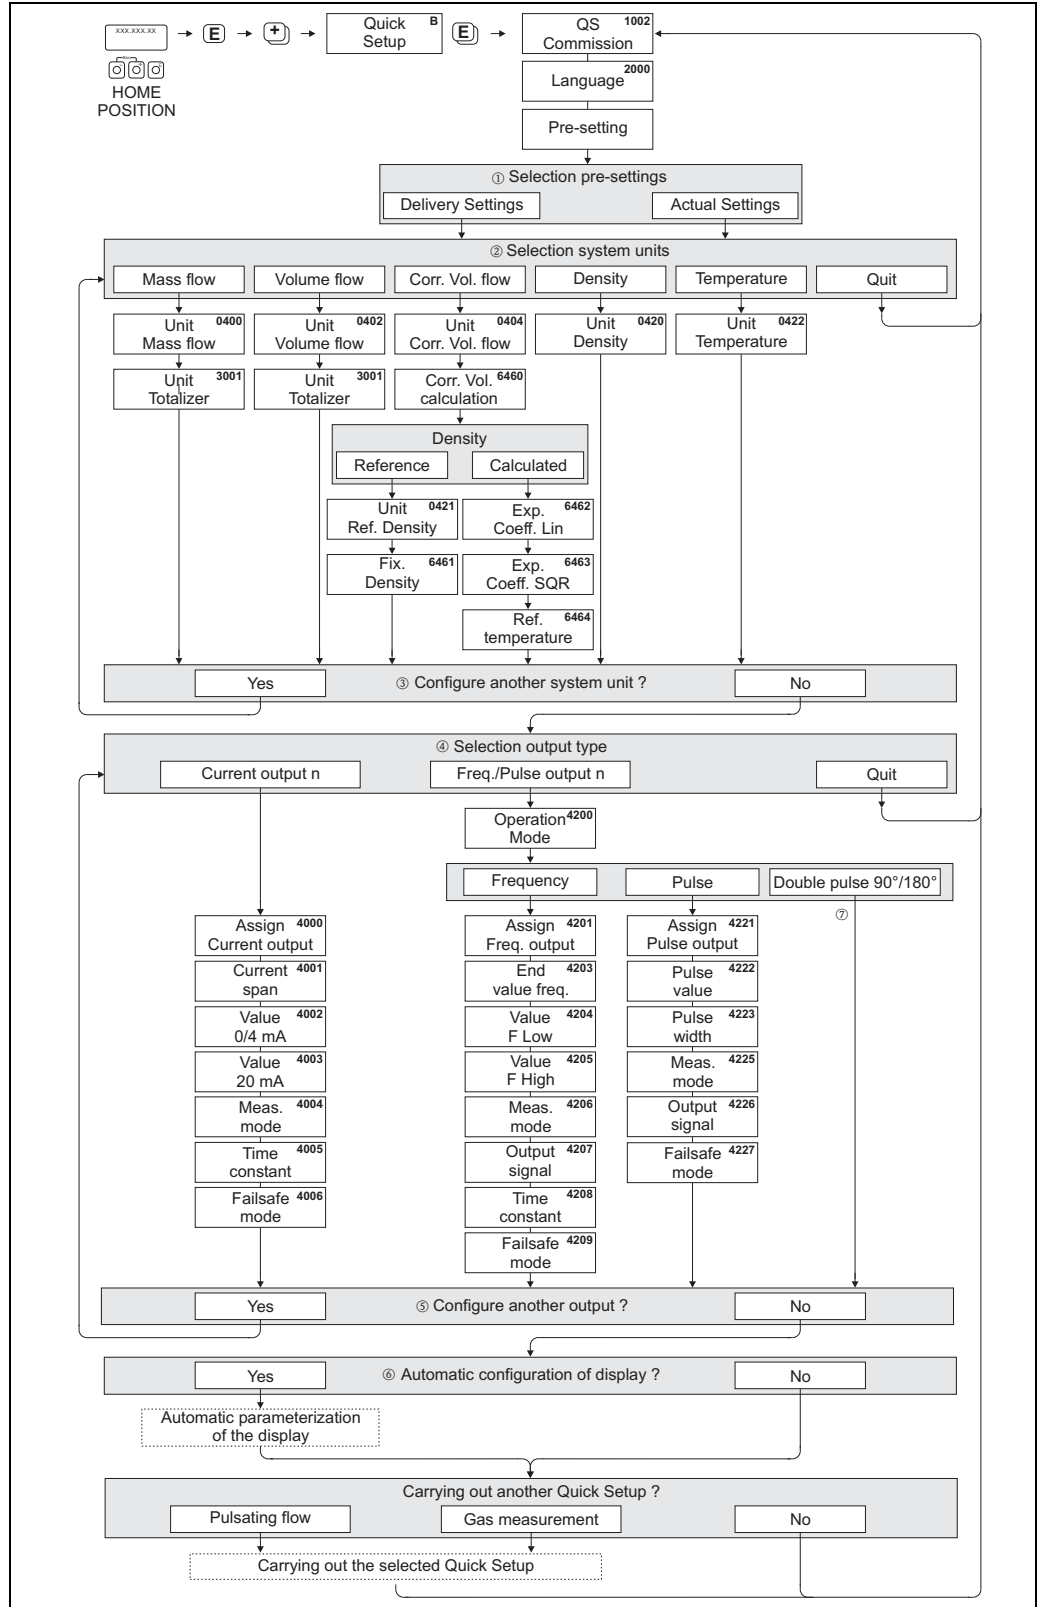 xxx.xxx.xx
E
+
Quick B
Setup
E
QS 1002
Commission
HOME
POSITION
Language 2000
Pre-setting
① Selection pre-settings
Delivery Settings
Actual Settings
② Selection system units
Mass flow
Volume flow
Corr. Vol. flow
Density
Temperature
Quit
Unit 0400
Mass flow
Unit 0402
Volume flow
Unit 0404
Corr. Vol. flow
Unit 0420
Density
Unit 0422
Temperature
Unit 3001
Totalizer
Unit 3001
Totalizer
Corr. Vol. 6460
calculation
Density
Reference
Calculated
Unit 0421
Ref. Density
Exp. 6462
Coeff. Lin
Fix. 6461
Density
Exp. 6463
Coeff. SQR
Ref. 6464
temperature
Yes
③ Configure another system unit ?
No
④ Selection output type
Current output n
Freq./Pulse output n
Quit
Operation 4200
Mode
Frequency
Pulse
Double pulse 90°/180°
⑦
Assign 4000
Current output
Assign 4201
Freq. output
Assign 4221
Pulse output
Current 4001
span
End 4203
value freq.
Pulse 4222
value
Value 4002
0/4 mA
Value 4204
F Low
Pulse 4223
width
Value 4003
20 mA
Value 4205
F High
Meas. 4225
mode
Meas. 4004
mode
Meas. 4206
mode
Output 4226
signal
Time 4005
constant
Output 4207
signal
Failsafe 4227
mode
Failsafe 4006
mode
Time 4208
constant
Failsafe 4209
mode
Yes
⑤ Configure another output ?
No
Yes
⑥ Automatic configuration of display ?
No
Automatic parameterization
of the display
Carrying out another Quick Setup ?
Pulsating flow
Gas measurement
No
Carrying out the selected Quick Setup